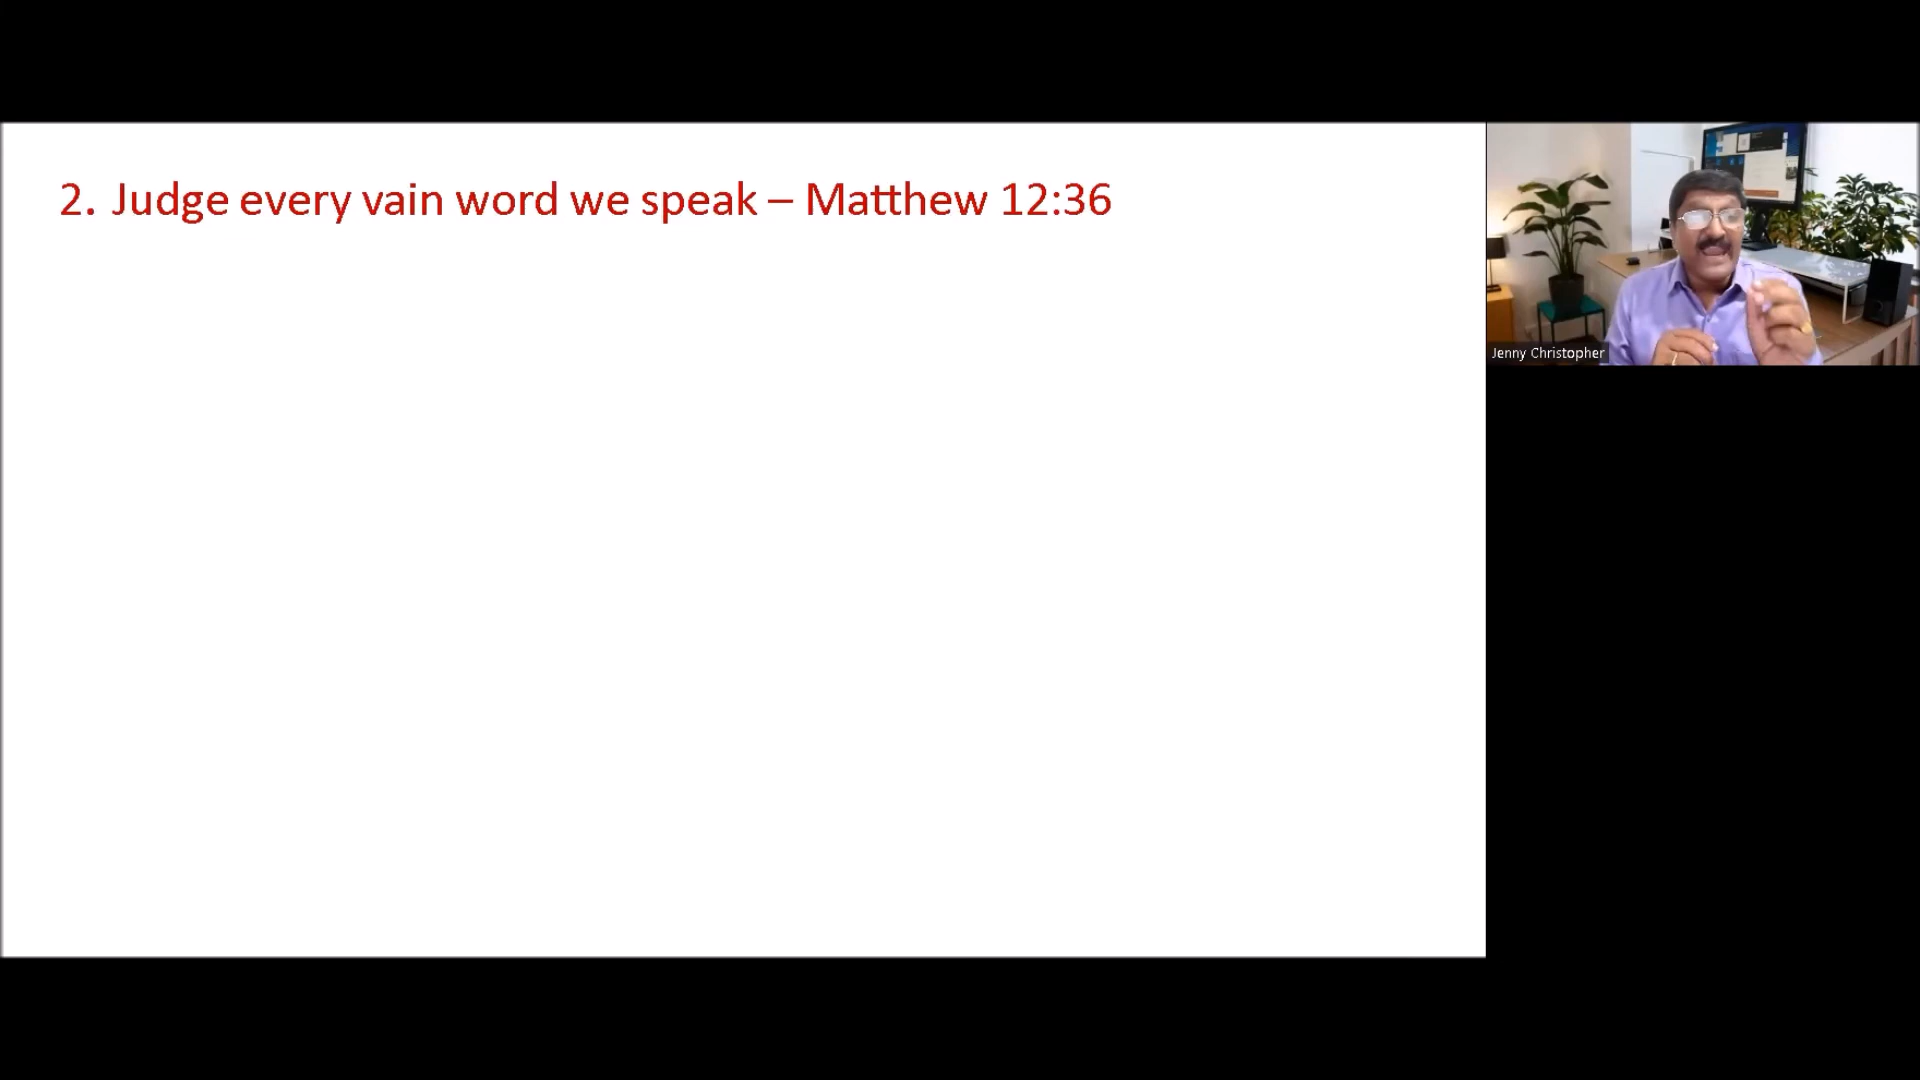 2. Judge every vain word we speak – Matthew 12:36
Jenny Christopher